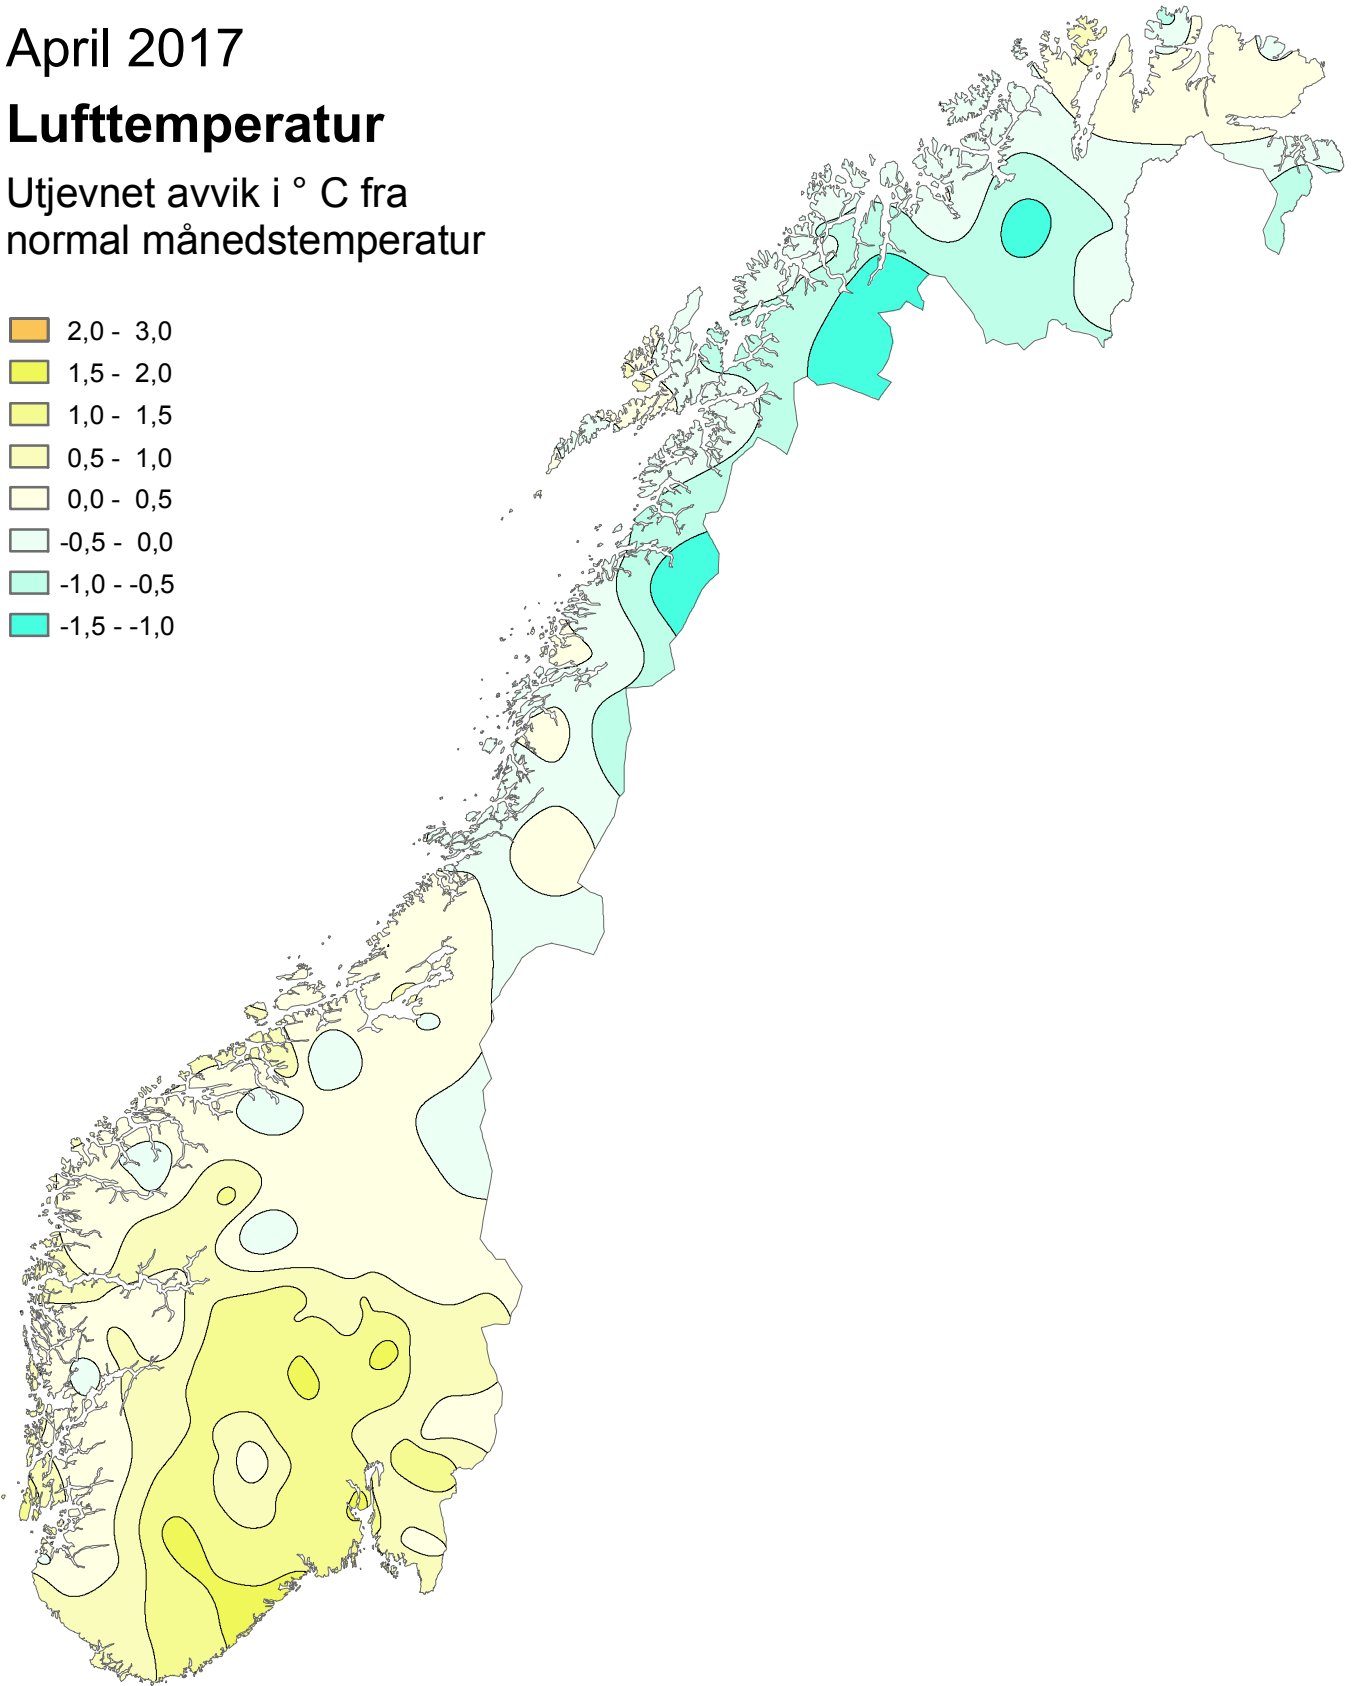 April 2017
Lufttemperatur
Utjevnet avvik i ° C fra
normal månedstemperatur
2,0 - 3,0
1,5 - 2,0
1,0 - 1,5
0,5 - 1,0
0,0 - 0,5
-0,5 - 0,0
-1,0 - -0,5
-1,5 - -1,0